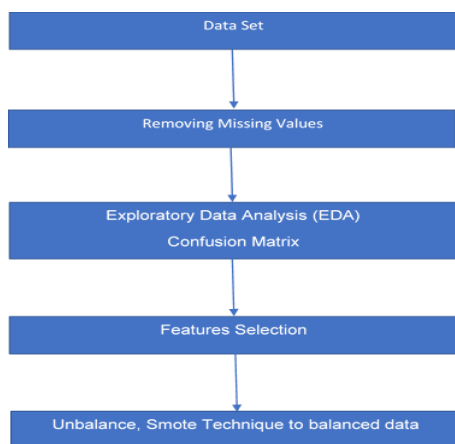 Data Set
Removing Missing Values
Exploratory Data Analysis (EDA)
Confusion Matrix
Features Selection
Unbalance, Smote Technique to balanced data